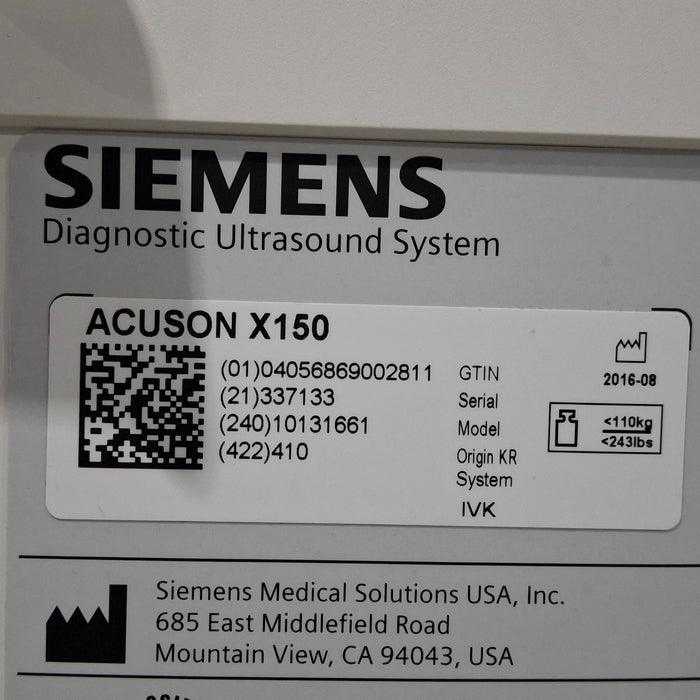 SIEMENS
Diagnostic Ultrasound System
ACUSON X150
(01)04056869002811 GTIN
(21)337133 Serial
(240)10131661 Model
(422)410 Origin KR
System
IVK
2016-08
<110kg
<243lbs
Siemens Medical Solutions USA, Inc.
685 East Middlefield Road
Mountain View, CA 94043, USA